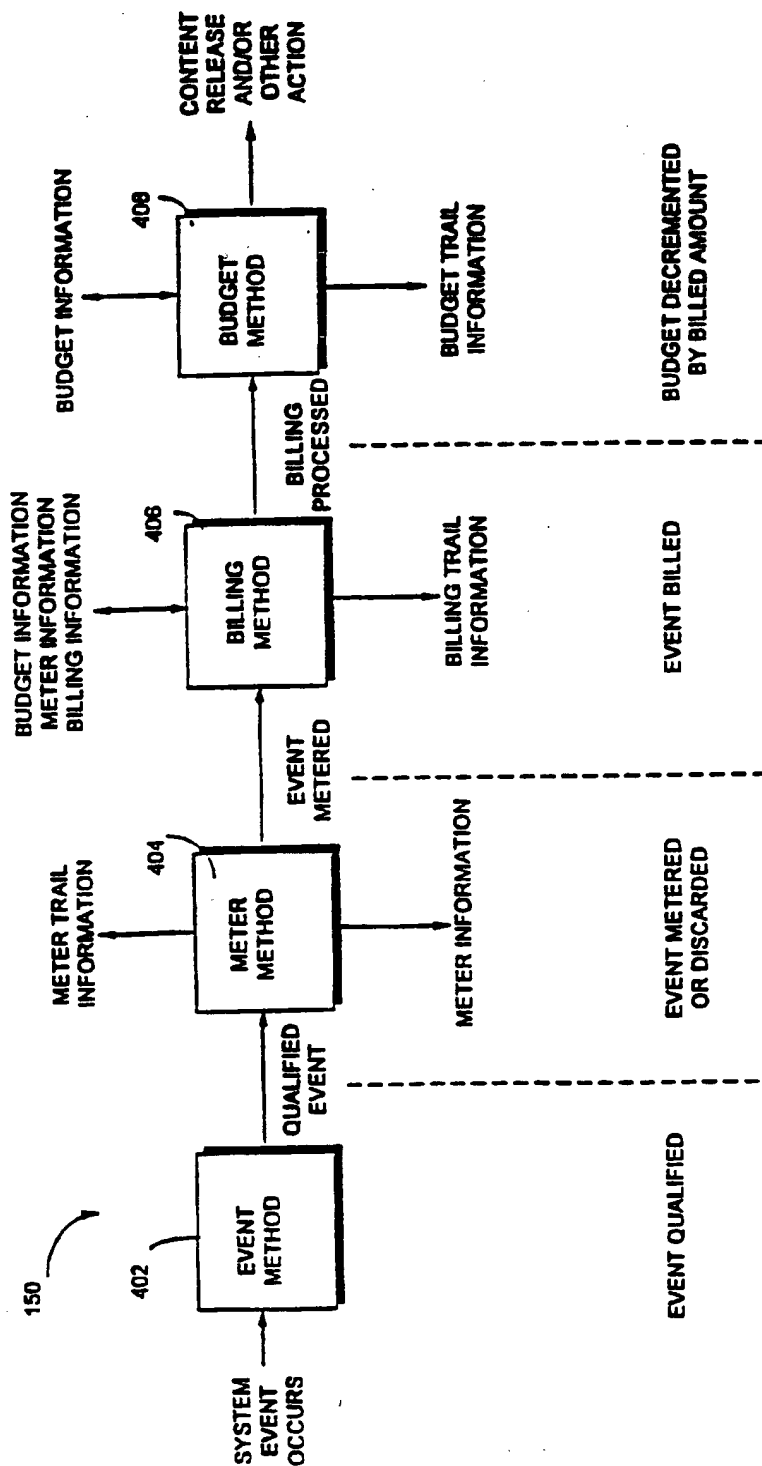 150
SYSTEM
EVENT
OCCURS
402
EVENT
METHOD
QUALIFIED
EVENT
METER TRAIL
INFORMATION
404
METER
METHOD
METER INFORMATION
EVENT
METERED
BUDGET INFORMATION
METER INFORMATION
BILLING INFORMATION
406
BILLING
METHOD
BILLING TRAIL
INFORMATION
BILLING
PROCESSED
BUDGET INFORMATION
408
BUDGET
METHOD
BUDGET TRAIL
INFORMATION
CONTENT
RELEASE
AND/OR
OTHER
ACTION
EVENT QUALIFIED
EVENT METERED
OR DISCARDED
EVENT BILLED
BUDGET DECREMENTED
BY BILLED AMOUNT